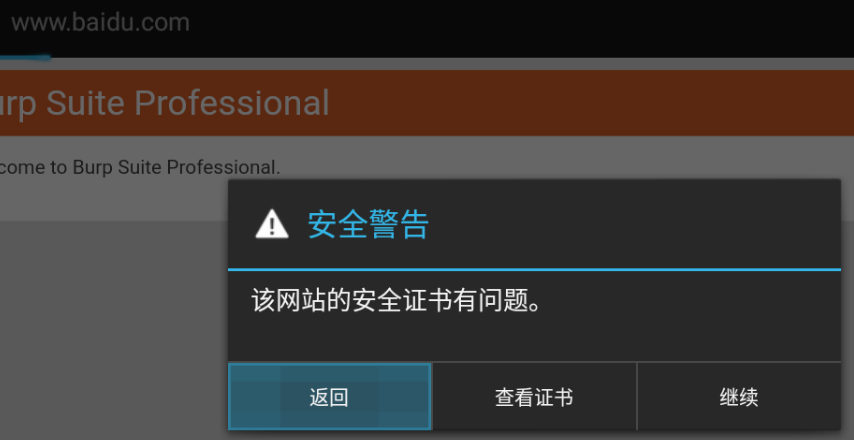 www.baidu.com
urp Suite Professional
come to Burp Suite Professional.
安全警告
该网站的安全证书有问题。
返回 查看证书 继续